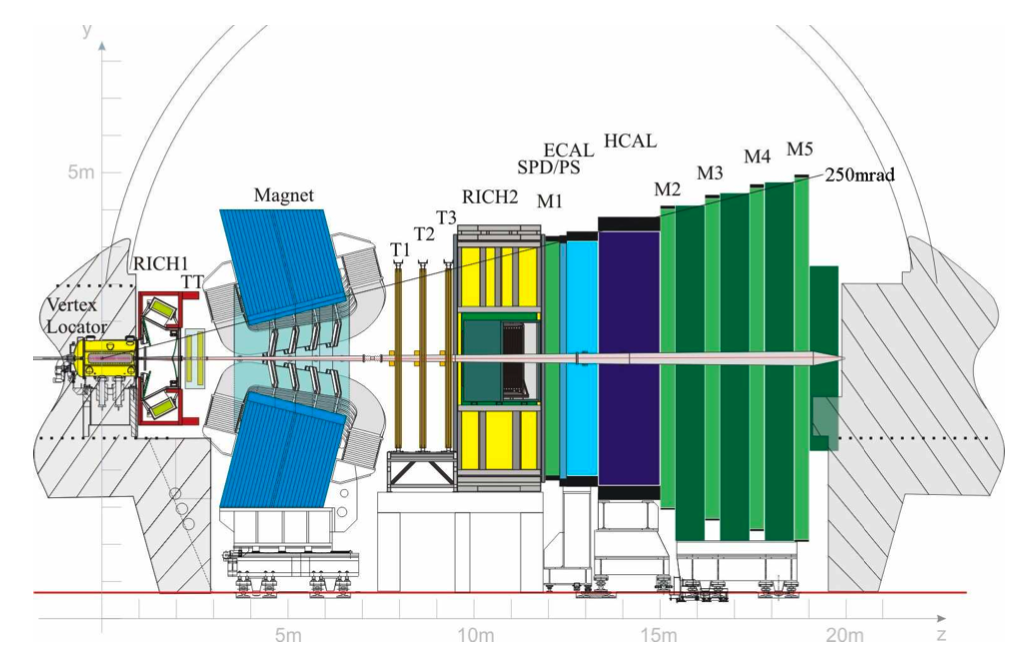 y
5m
Magnet
RICH1
TT
Vertex
Locator
T1
T2
T3
RICH2
SPD/PS
ECAL
M1
HCAL
M2
M3
M4
M5
250mrad
5m
10m
15m
20m
z